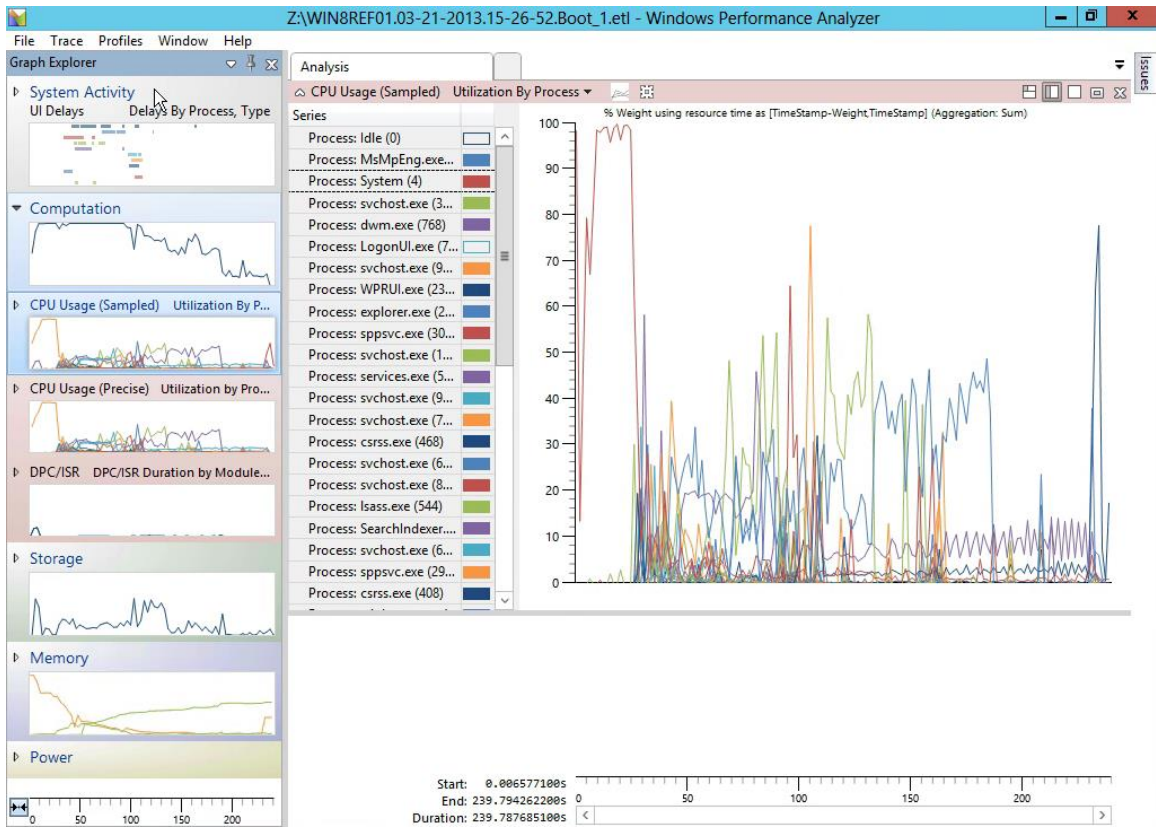 Z:\WIN8REF01.03-21-2013.15-26-52.Boot_1.etl - Windows Performance Analyzer
File Trace Profiles Window Help
Graph Explorer
System Activity
UI Delays Delays By Process, Type
Computation
CPU Usage (Sampled) Utilization By P...
CPU Usage (Precise) Utilization by Pro...
DPC/ISR DPC/ISR Duration by Module...
Storage
Memory
Power
0 50 100 150 200
Analysis
Issues
CPU Usage (Sampled) Utilization By Process
Series
Process: Idle (0)
Process: MsMpEng.exe...
Process: System (4)
Process: svchost.exe (3...
Process: dwm.exe (768)
Process: LogonUI.exe (7...
Process: svchost.exe (9...
Process: WPRUI.exe (23...
Process: explorer.exe (2...
Process: sppsvc.exe (30...
Process: svchost.exe (1...
Process: services.exe (5...
Process: svchost.exe (9...
Process: svchost.exe (7...
Process: csrss.exe (468)
Process: svchost.exe (6...
Process: svchost.exe (8...
Process: lsass.exe (544)
Process: SearchIndexer....
Process: svchost.exe (6...
Process: sppsvc.exe (29...
Process: csrss.exe (408)
% Weight using resource time as [TimeStamp-Weight,TimeStamp] (Aggregation: Sum)
100
90
80
70
60
50
40
30
20
10
0
Start: 0.006577100s
End: 239.794262200s
Duration: 239.787685100s
0 50 100 150 200